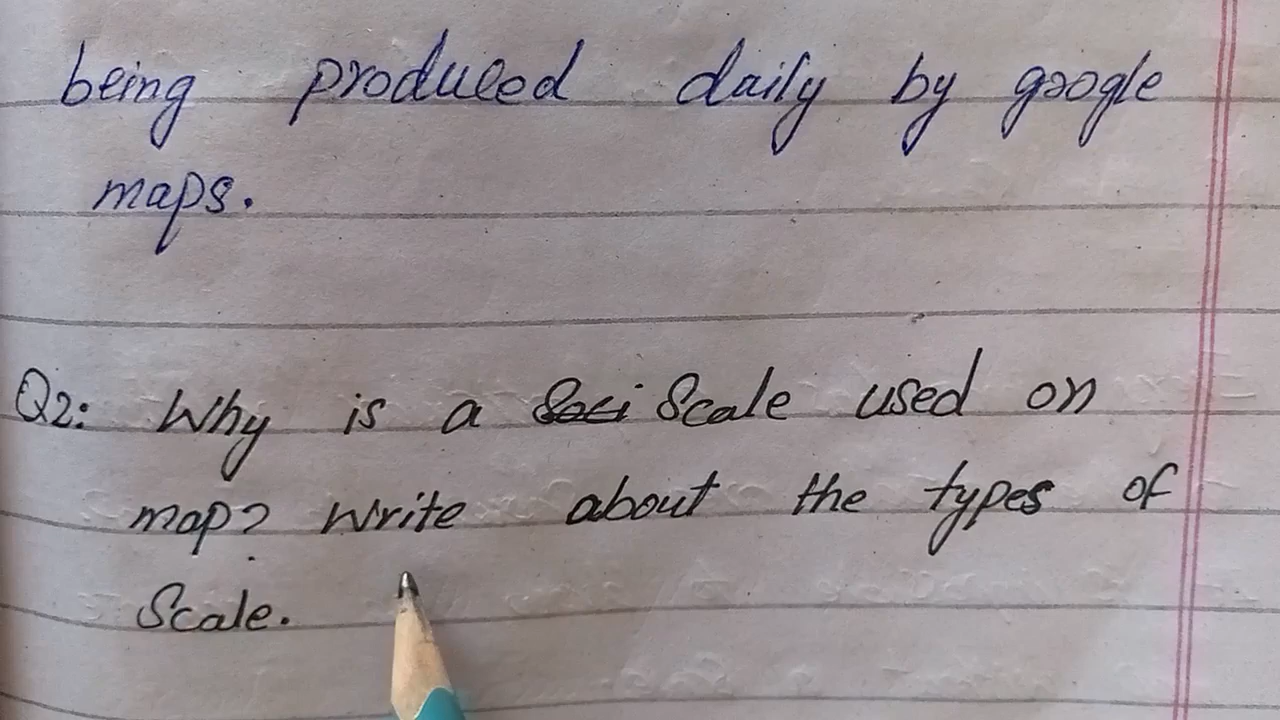 being produced daily by google
maps.
Q2: Why is a Scale used on
map? Write about the types of
Scale.